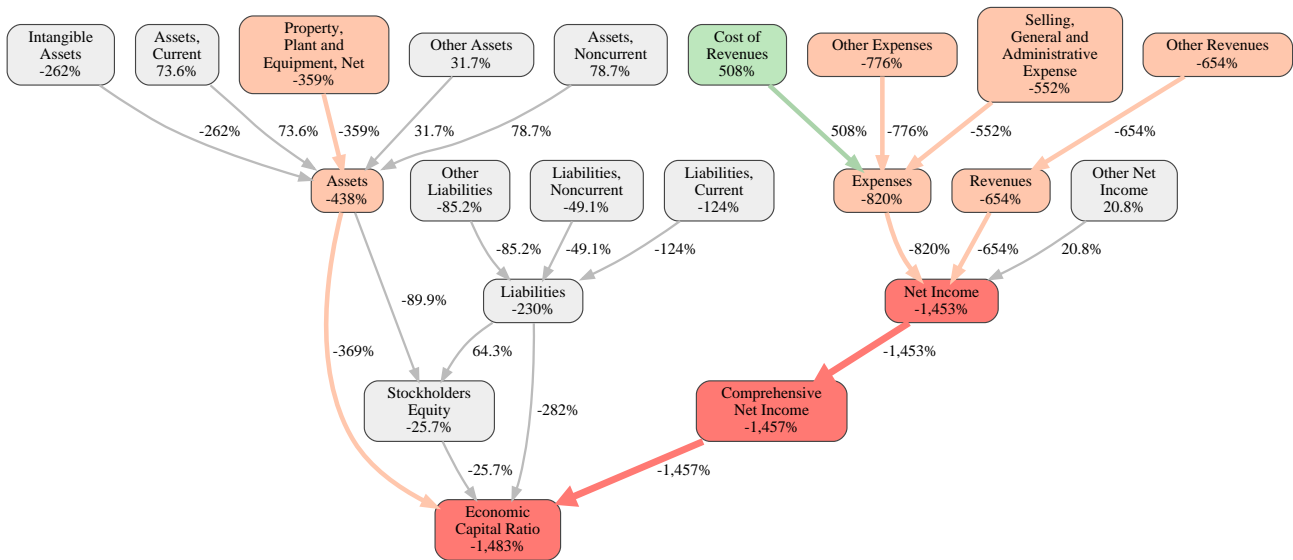 Intangible
Assets
-262%
Assets,
Current
73.6%
Property,
Plant and
Equipment, Net
-359%
Other Assets
31.7%
Assets,
Noncurrent
78.7%
Cost of
Revenues
508%
Other Expenses
-776%
Selling,
General and
Administrative
Expense
-552%
Other Revenues
-654%
-262%
73.6%
-359%
31.7%
78.7%
508%
-776%
-552%
-654%
Assets
-438%
Other
Liabilities
-85.2%
Liabilities,
Noncurrent
-49.1%
Liabilities,
Current
-124%
Expenses
-820%
Revenues
-654%
Other Net
Income
20.8%
-85.2%
-49.1%
-124%
-820%
-654%
20.8%
-89.9%
Liabilities
-230%
Net Income
-1,453%
-369%
64.3%
-1,453%
Stockholders
Equity
-25.7%
-282%
Comprehensive
Net Income
-1,457%
-25.7%
-1,457%
Economic
Capital Ratio
-1,483%